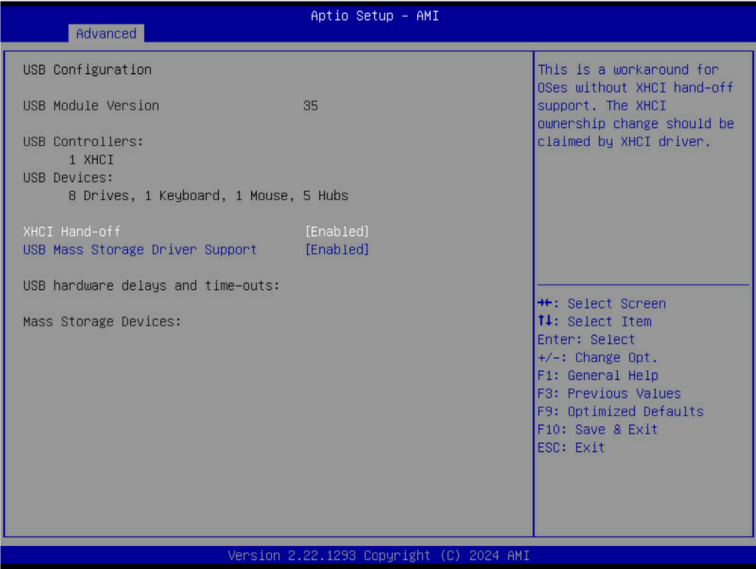 Aptio Setup – AMI
Advanced
USB Configuration
USB Module Version 35
USB Controllers:
1 XHCI
USB Devices:
8 Drives, 1 Keyboard, 1 Mouse, 5 Hubs
XHCI Hand-off [Enabled]
USB Mass Storage Driver Support [Enabled]
USB hardware delays and time-outs:
Mass Storage Devices:
This is a workaround for
OSes without XHCI hand-off
support. The XHCI
ownership change should be
claimed by XHCI driver.
→←: Select Screen
↑↓: Select Item
Enter: Select
+/-: Change Opt.
F1: General Help
F3: Previous Values
F9: Optimized Defaults
F10: Save & Exit
ESC: Exit
Version 2.22.1293 Copyright (C) 2024 AMI